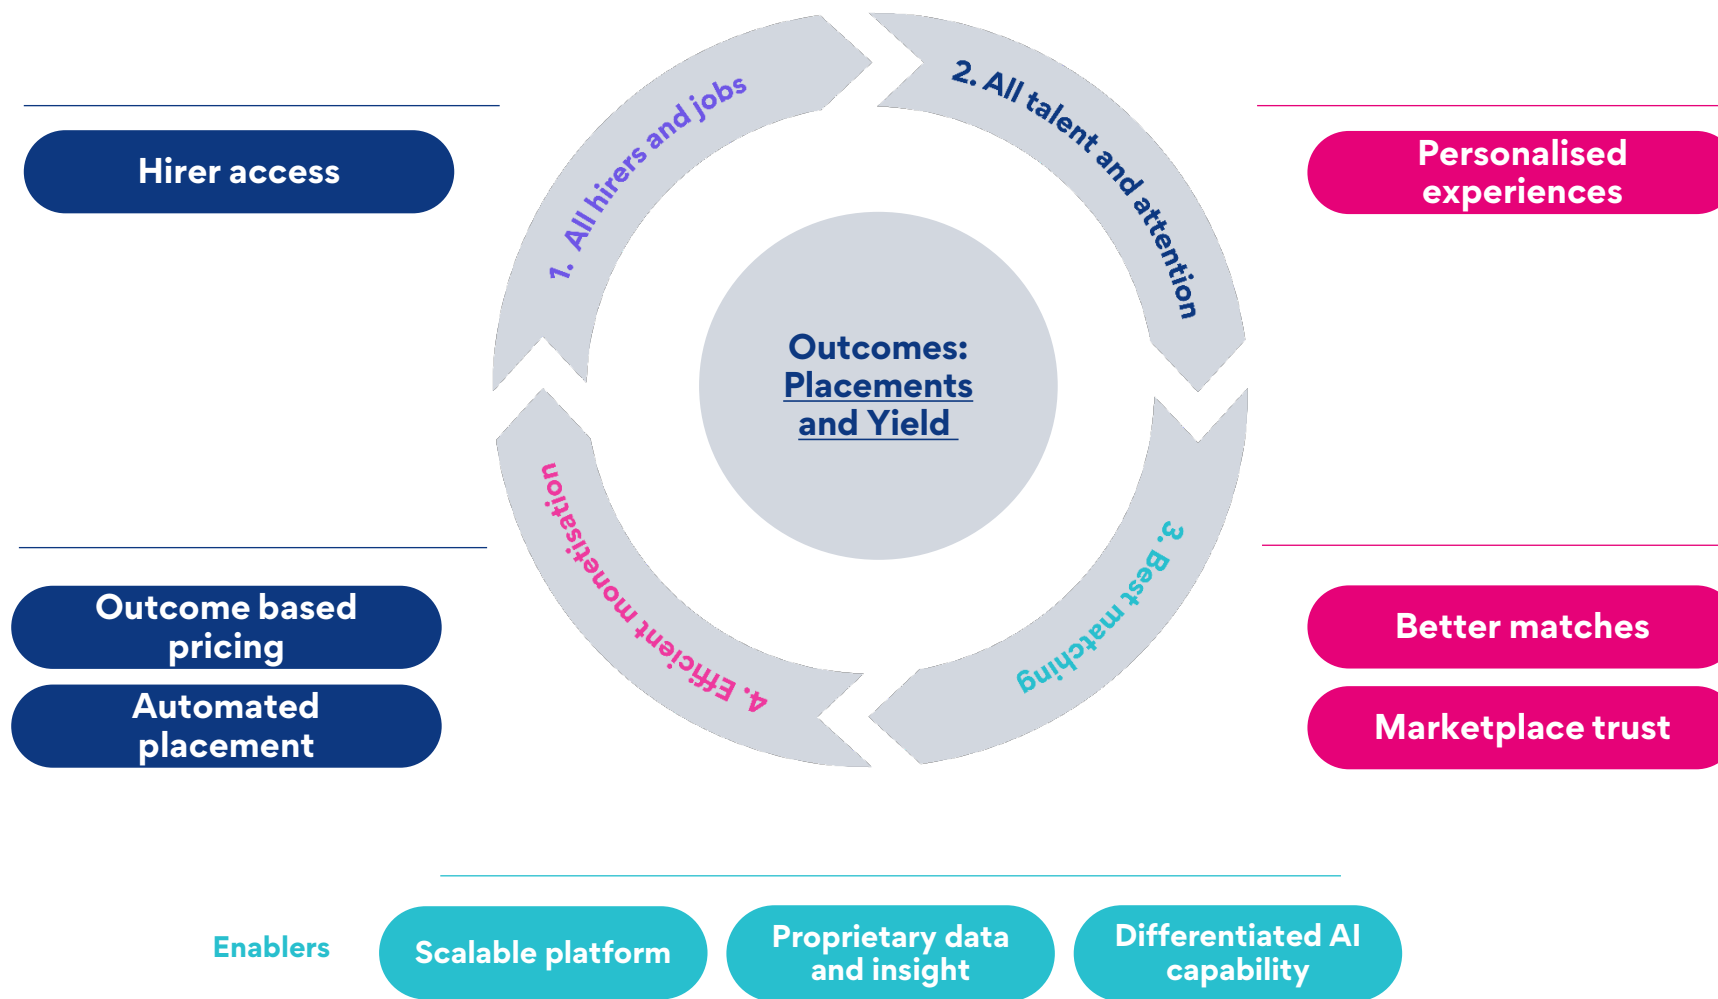 1. All hirers and jobs
2. All talent and attention
Hirer access
Personalised
experiences
Outcomes:
Placements
and Yield
3. Best matching
4. Efficient monetisation
Outcome based
pricing
Automated
placement
Better matches
Marketplace trust
Enablers
Scalable platform
Proprietary data
and insight
Differentiated AI
capability